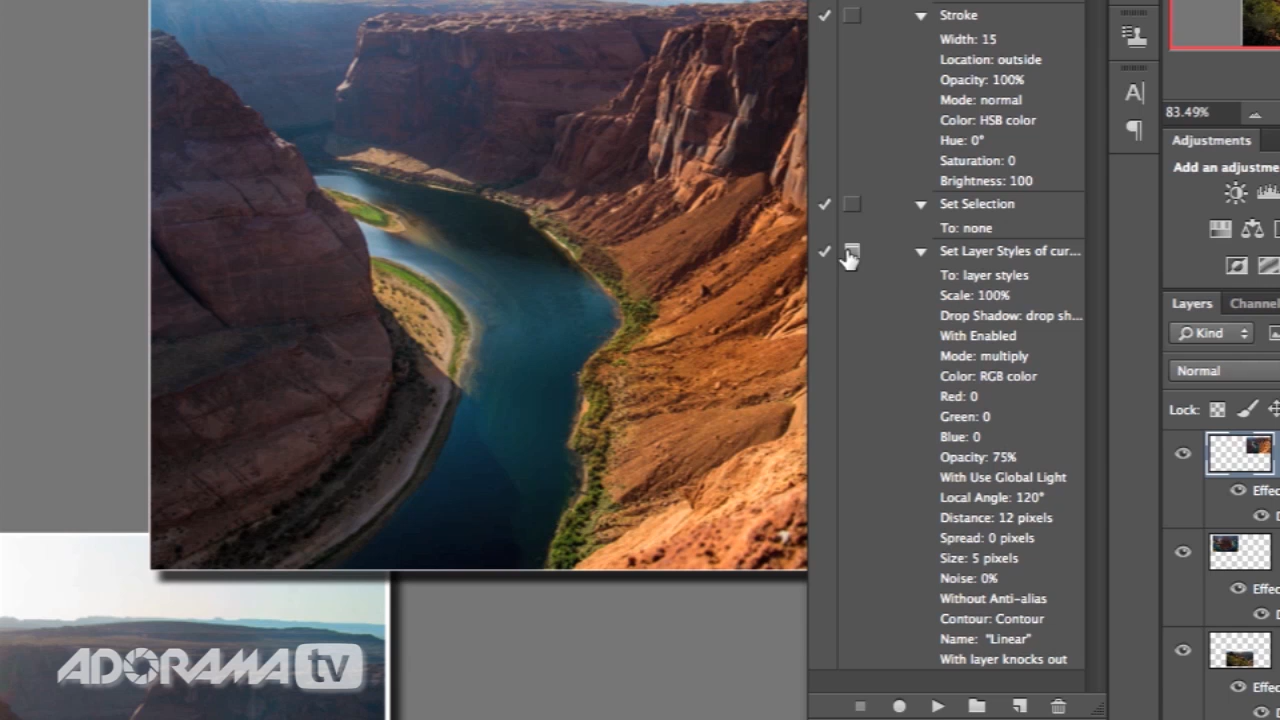 Stroke
Width: 15
Location: outside
Opacity: 100%
Mode: normal
Color: HSB color
Hue: 0°
Saturation: 0
Brightness: 100
Set Selection
To: none
Set Layer Styles of cur...
To: layer styles
Scale: 100%
Drop Shadow: drop sh...
With Enabled
Mode: multiply
Color: RGB color
Red: 0
Green: 0
Blue: 0
Opacity: 75%
With Use Global Light
Local Angle: 120°
Distance: 12 pixels
Spread: 0 pixels
Size: 5 pixels
Noise: 0%
Without Anti-alias
Contour: Contour
Name: "Linear"
With layer knocks out
A
83.49%
Adjustments
Add an adjustme
Layers
Channe
Kind
Normal
Lock:
Effec
Effec
Effec
ADORAMA tv